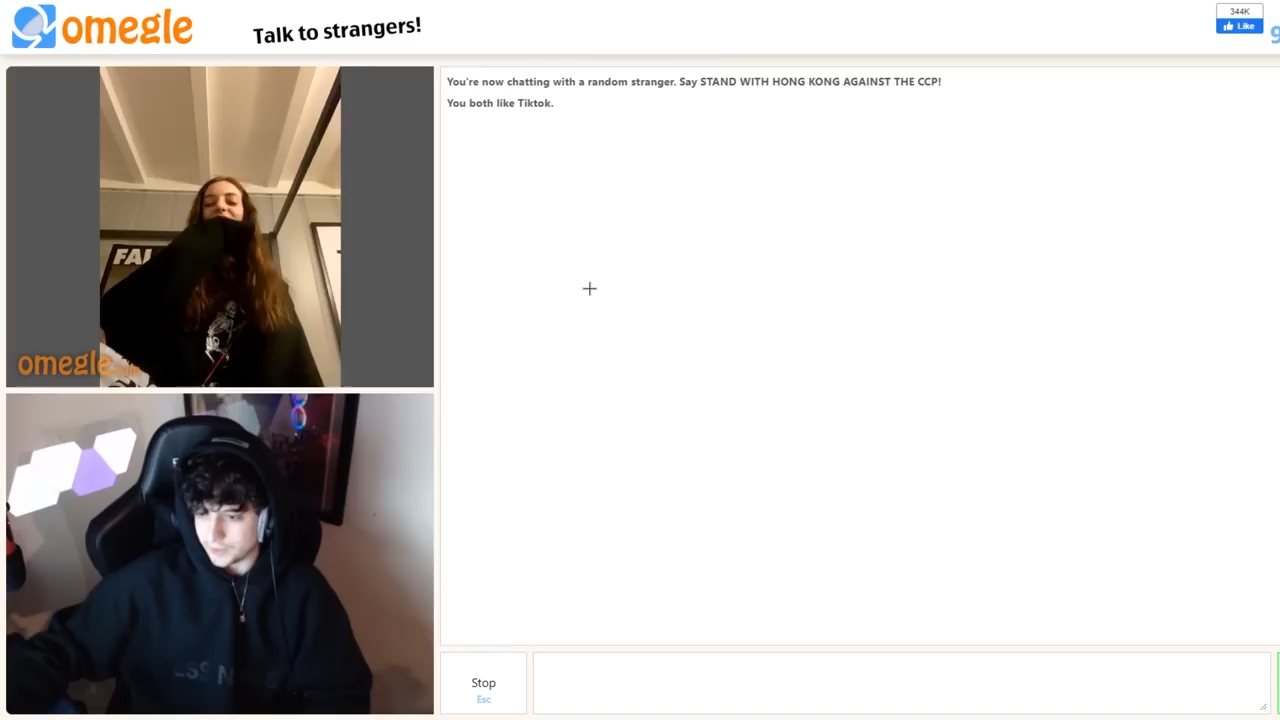 omegle
Talk to strangers!
344K
Like
You're now chatting with a random stranger. Say STAND WITH HONG KONG AGAINST THE CCP!
You both like Tiktok.
FAL
omegle
Stop
Esc